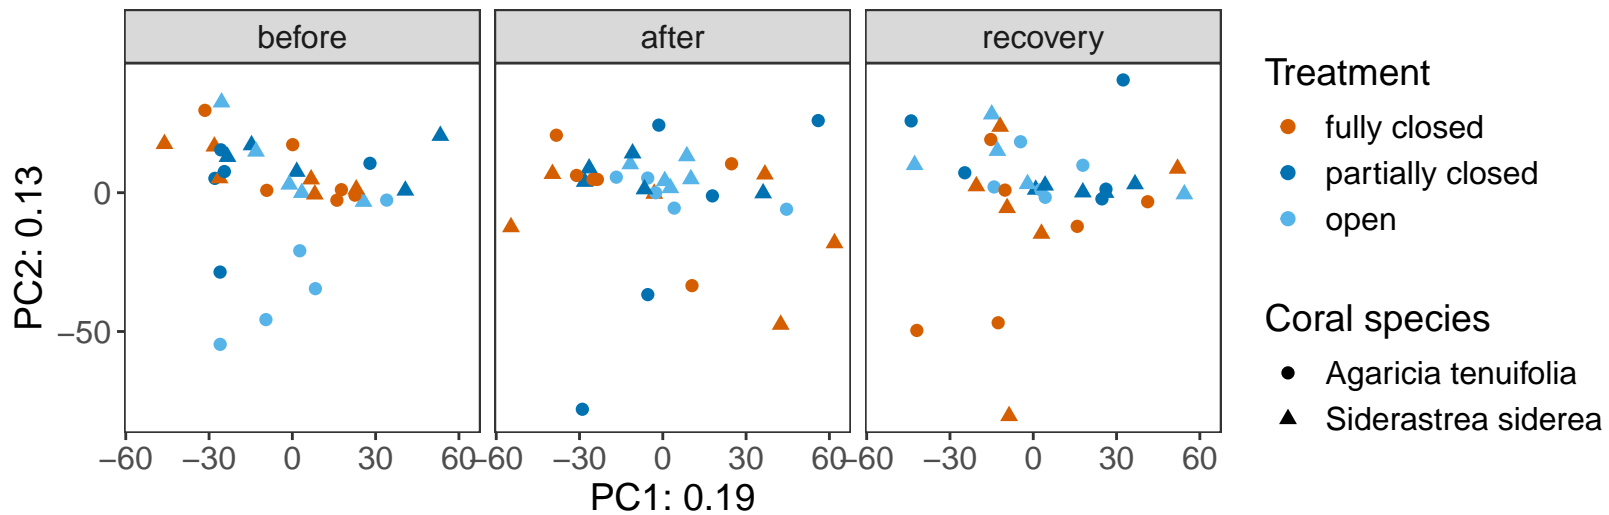 before after recovery
Treatment
fully closed
partially closed
open
Coral species
Agaricia tenuifolia
Siderastrea siderea
PC2: 0.13
0
−50
−60 −30 0 30 60
−60 −30 0 30 60
−60 −30 0 30 60
PC1: 0.19